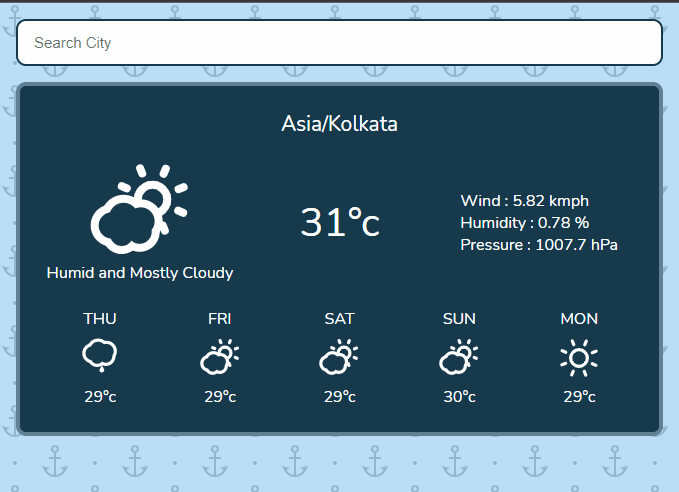 Search City
Asia/Kolkata
31°c
Wind : 5.82 kmph
Humidity : 0.78 %
Pressure : 1007.7 hPa
Humid and Mostly Cloudy
THU FRI SAT SUN MON
29°c 29°c 29°c 30°c 29°c